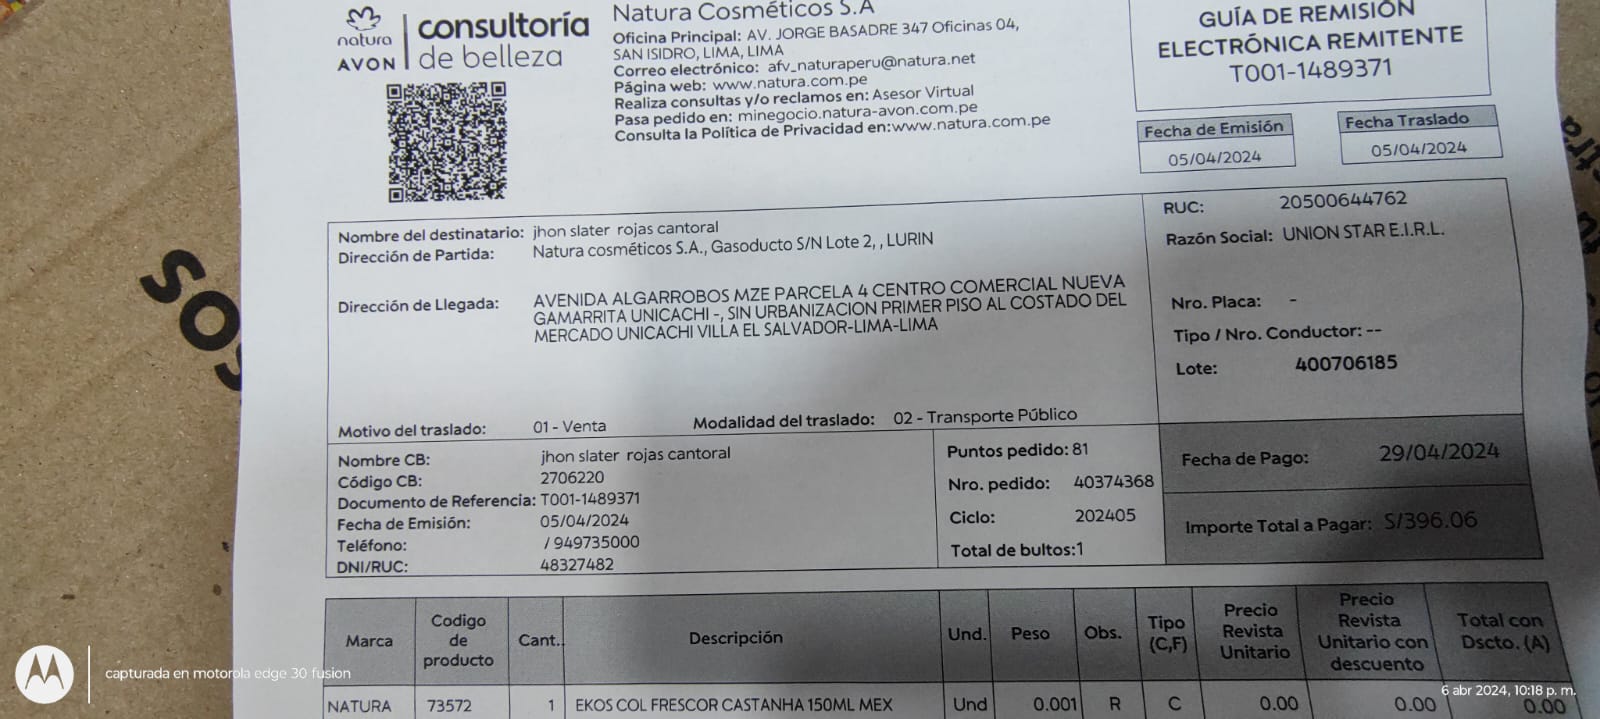 natura
AVON
consultoría
de belleza
Natura Cosméticos S.A
Oficina Principal: AV. JORGE BASADRE 347 Oficinas 04,
SAN ISIDRO, LIMA, LIMA
Correo electrónico: afv_naturaperu@natura.net
Página web: www.natura.com.pe
Realiza consultas y/o reclamos en: Asesor Virtual
Pasa pedido en: minegocio.natura-avon.com.pe
Consulta la Política de Privacidad en:www.natura.com.pe
GUÍA DE REMISIÓN
ELECTRÓNICA REMITENTE
T001-1489371
Fecha de Emisión
05/04/2024
Fecha Traslado
05/04/2024
Nombre del destinatario: jhon slater rojas cantoral
Dirección de Partida: Natura cosméticos S.A., Gasoducto S/N Lote 2, , LURIN
Dirección de Llegada: AVENIDA ALGARROBOS MZE PARCELA 4 CENTRO COMERCIAL NUEVA
GAMARRITA UNICACHI -, SIN URBANIZACION PRIMER PISO AL COSTADO DEL
MERCADO UNICACHI VILLA EL SALVADOR-LIMA-LIMA
Motivo del traslado: 01 - Venta Modalidad del traslado: 02 - Transporte Público
RUC: 20500644762
Razón Social: UNION STAR E.I.R.L.
Nro. Placa: -
Tipo / Nro. Conductor: --
Lote: 400706185
Nombre CB: jhon slater rojas cantoral
Código CB: 2706220
Documento de Referencia: T001-1489371
Fecha de Emisión: 05/04/2024
Teléfono: / 949735000
DNI/RUC: 48327482
Puntos pedido: 81
Nro. pedido: 40374368
Ciclo: 202405
Total de bultos:1
Fecha de Pago: 29/04/2024
Importe Total a Pagar: S/396.06
Marca
Codigo
de
producto
Cant.
Descripción
Und.
Peso
Obs.
Tipo
(C,F)
Precio
Revista
Unitario
Precio
Revista
Unitario con
descuento
Total con
Dscto. (A)
NATURA 73572 1 EKOS COL FRESCOR CASTANHA 150ML MEX Und 0.001 R C 0.00 0.00 0.00
capturada en motorola edge 30 fusion
6 abr 2024, 10:18 p. m.